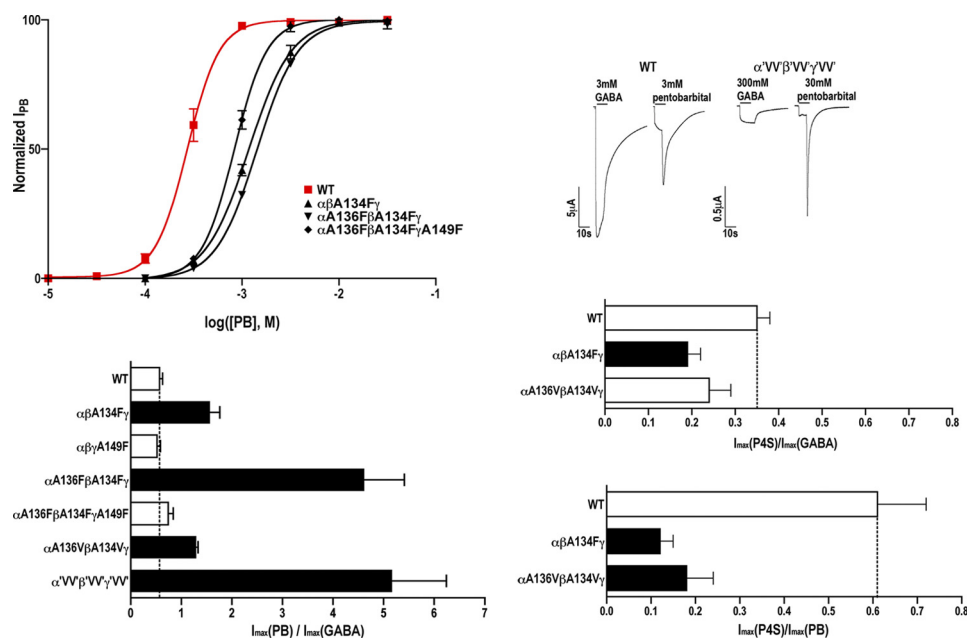 100
50
0
Normalized IPB
-5
-4
-3
-2
-1
log([PB], M)
WT
αβA134Fγ
αA136FβA134Fγ
αA136FβA134FγA149F
WT
α'VV'β'VV'γ'VV'
3mM
GABA
3mM
pentobarbital
300mM
GABA
30mM
pentobarbital
5μA
10s
0.5μA
10s
WT
αβA134Fγ
αA136VβA134Vγ
0.0
0.1
0.2
0.3
0.4
0.5
0.6
0.7
0.8
Imax(P4S)/Imax(GABA)
WT
αβA134Fγ
αβγA149F
αA136FβA134Fγ
αA136FβA134FγA149F
αA136VβA134Vγ
α'VV'β'VV'γ'VV'
0
1
2
3
4
5
6
7
Imax(PB) / Imax(GABA)
WT
αβA134Fγ
αA136VβA134Vγ
0.0
0.1
0.2
0.3
0.4
0.5
0.6
0.7
0.8
Imax(P4S)/Imax(PB)